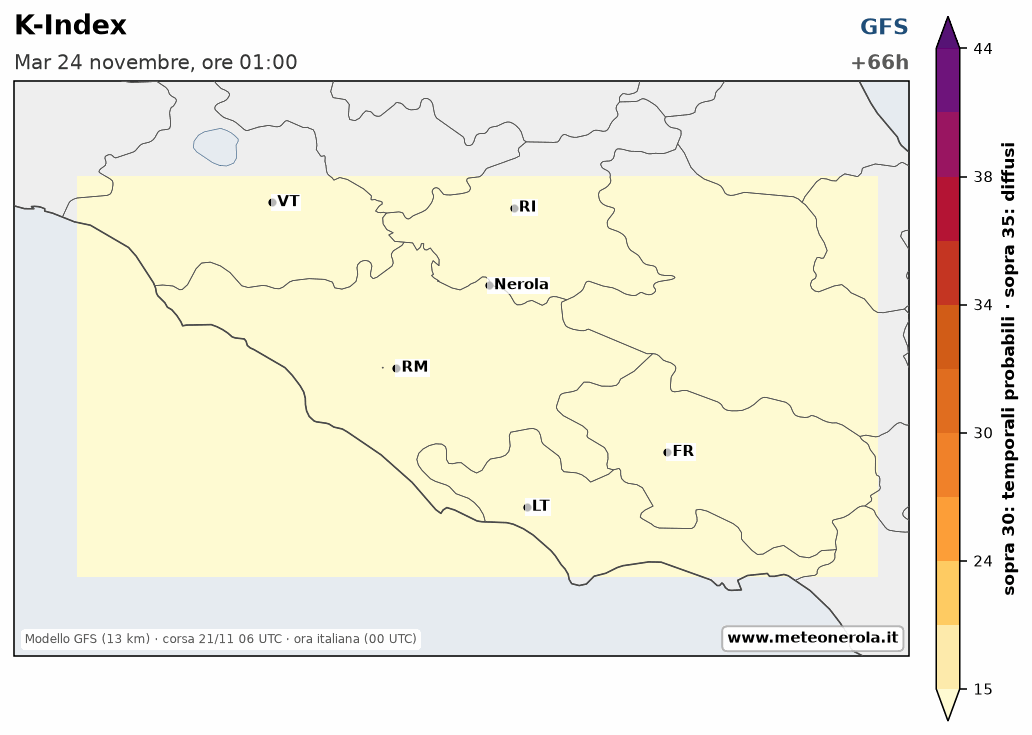 K-Index
GFS
Mar 24 novembre, ore 01:00
+66h
VT
RI
Nerola
RM
FR
LT
Modello GFS (13 km) · corsa 21/11 06 UTC · ora italiana (00 UTC)
www.meteonerola.it
44
38
34
30
24
15
sopra 30: temporali probabili · sopra 35: diffusi